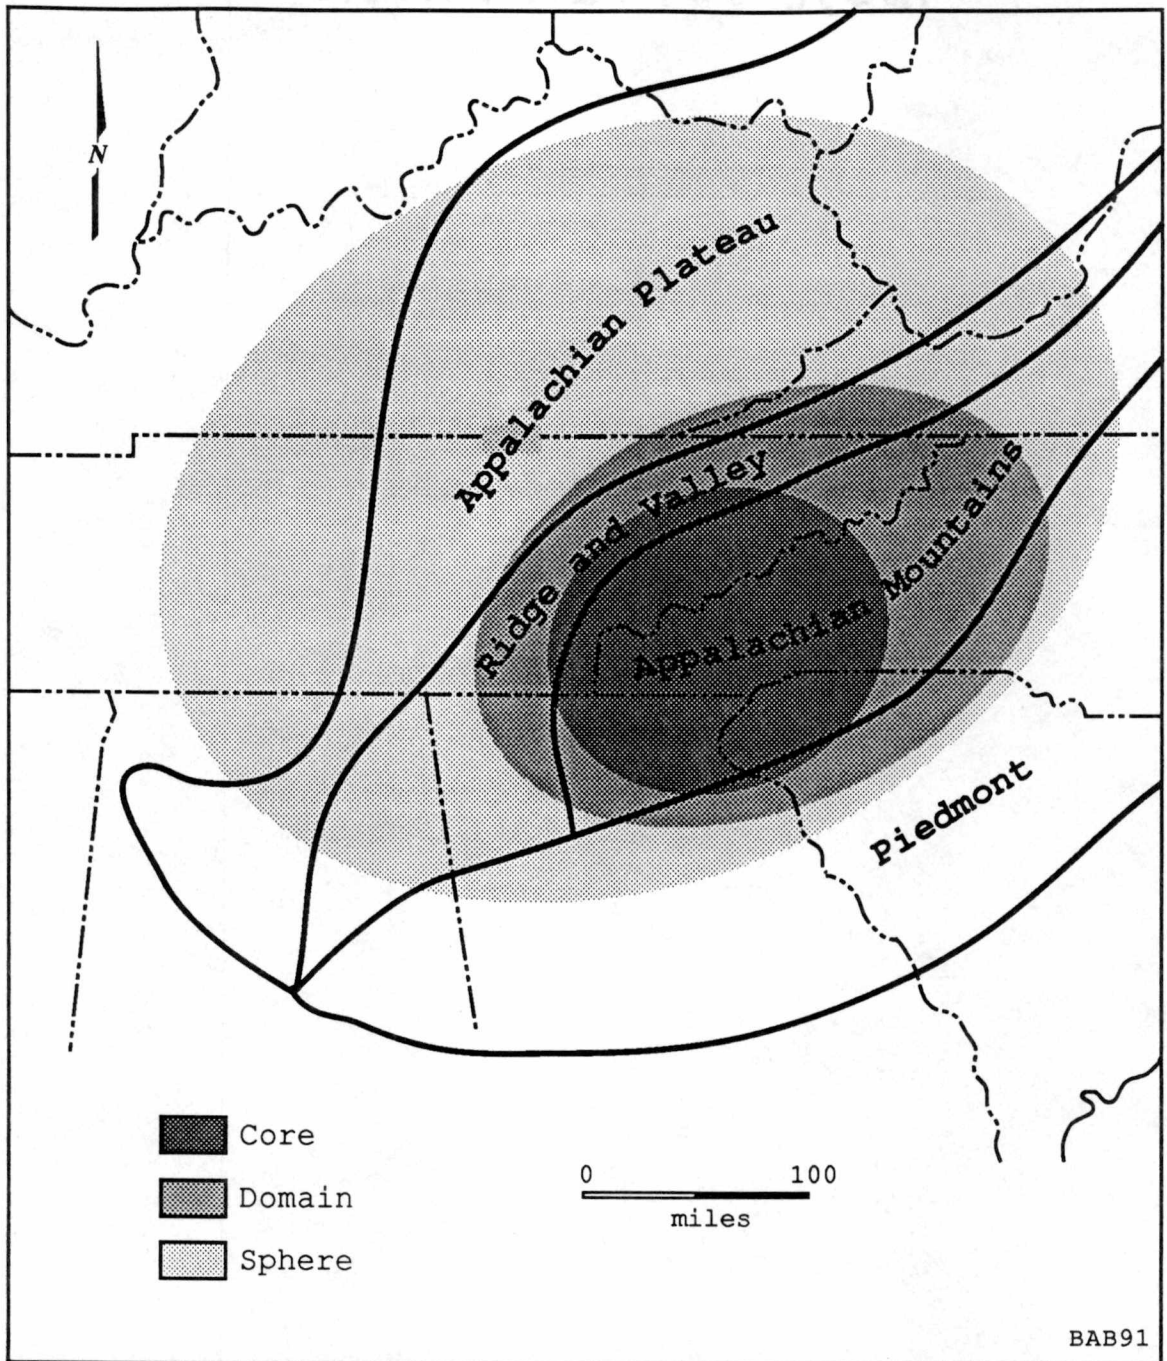 N
Appalachian Plateau
Ridge and Valley
Appalachian Mountains
Piedmont
Core
Domain
Sphere
0 100
miles
BAB91